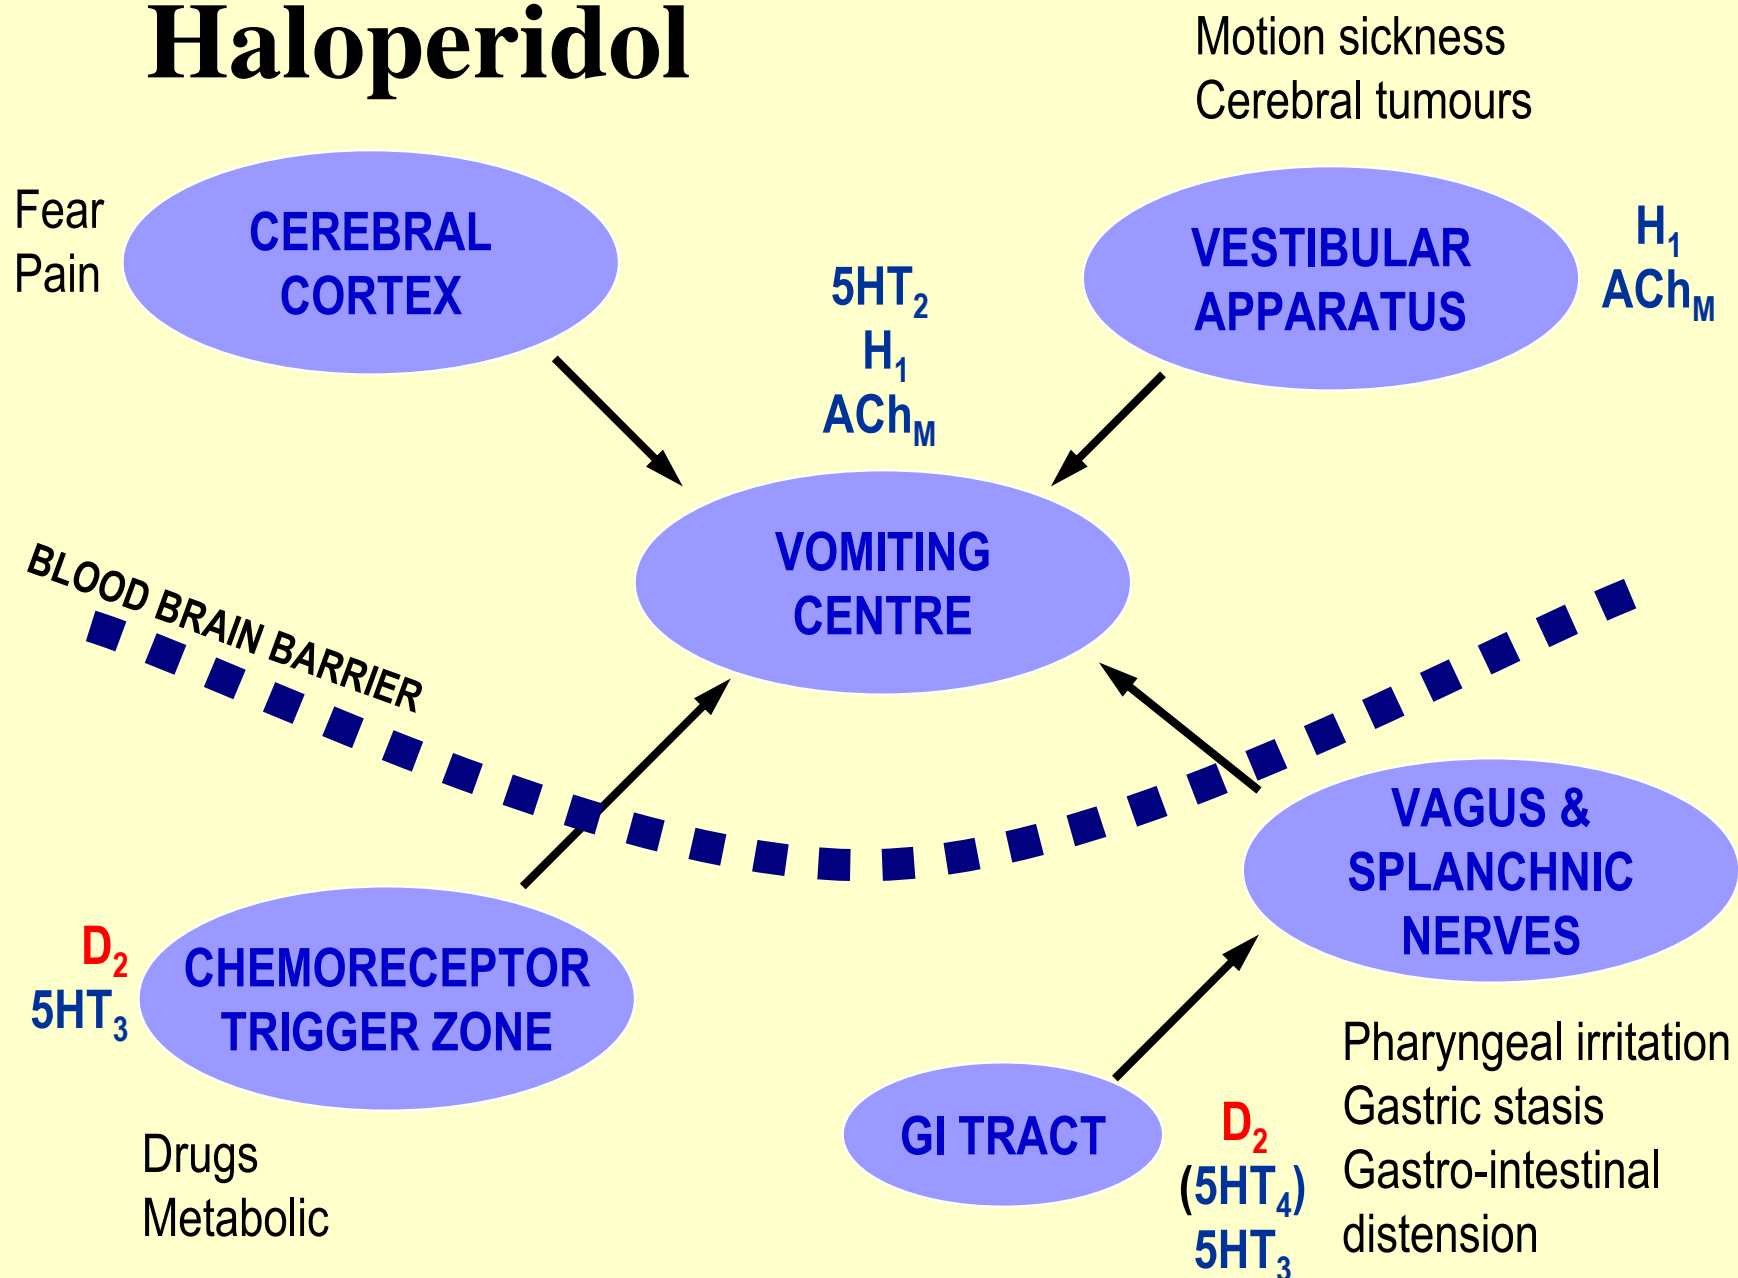 Haloperidol
Motion sickness
Cerebral tumours
Fear
Pain
CEREBRAL
CORTEX
5HT₂
H₁
AChM
VESTIBULAR
APPARATUS
H₁
AChM
VOMITING
CENTRE
BLOOD BRAIN BARRIER
VAGUS &
SPLANCHNIC
NERVES
D₂
5HT₃
CHEMORECEPTOR
TRIGGER ZONE
Drugs
Metabolic
GI TRACT
D₂
(5HT₄)
5HT₃
Pharyngeal irritation
Gastric stasis
Gastro-intestinal
distension